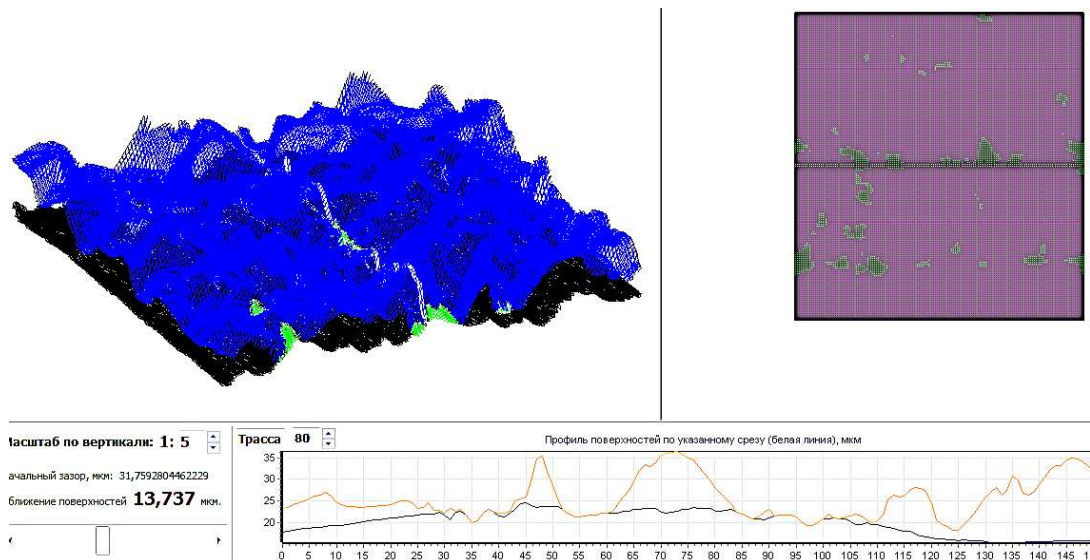 Масштаб по вертикали: 1: 5
Трасса 80
Профиль поверхностей по указанному срезу (белая линия), мкм
ачальный зазор, мкм: 31,7592804462229
ближение поверхностей 13,737 мкм.
35
30
25
20
0 5 10 15 20 25 30 35 40 45 50 55 60 65 70 75 80 85 90 95 100 105 110 115 120 125 130 135 140 145